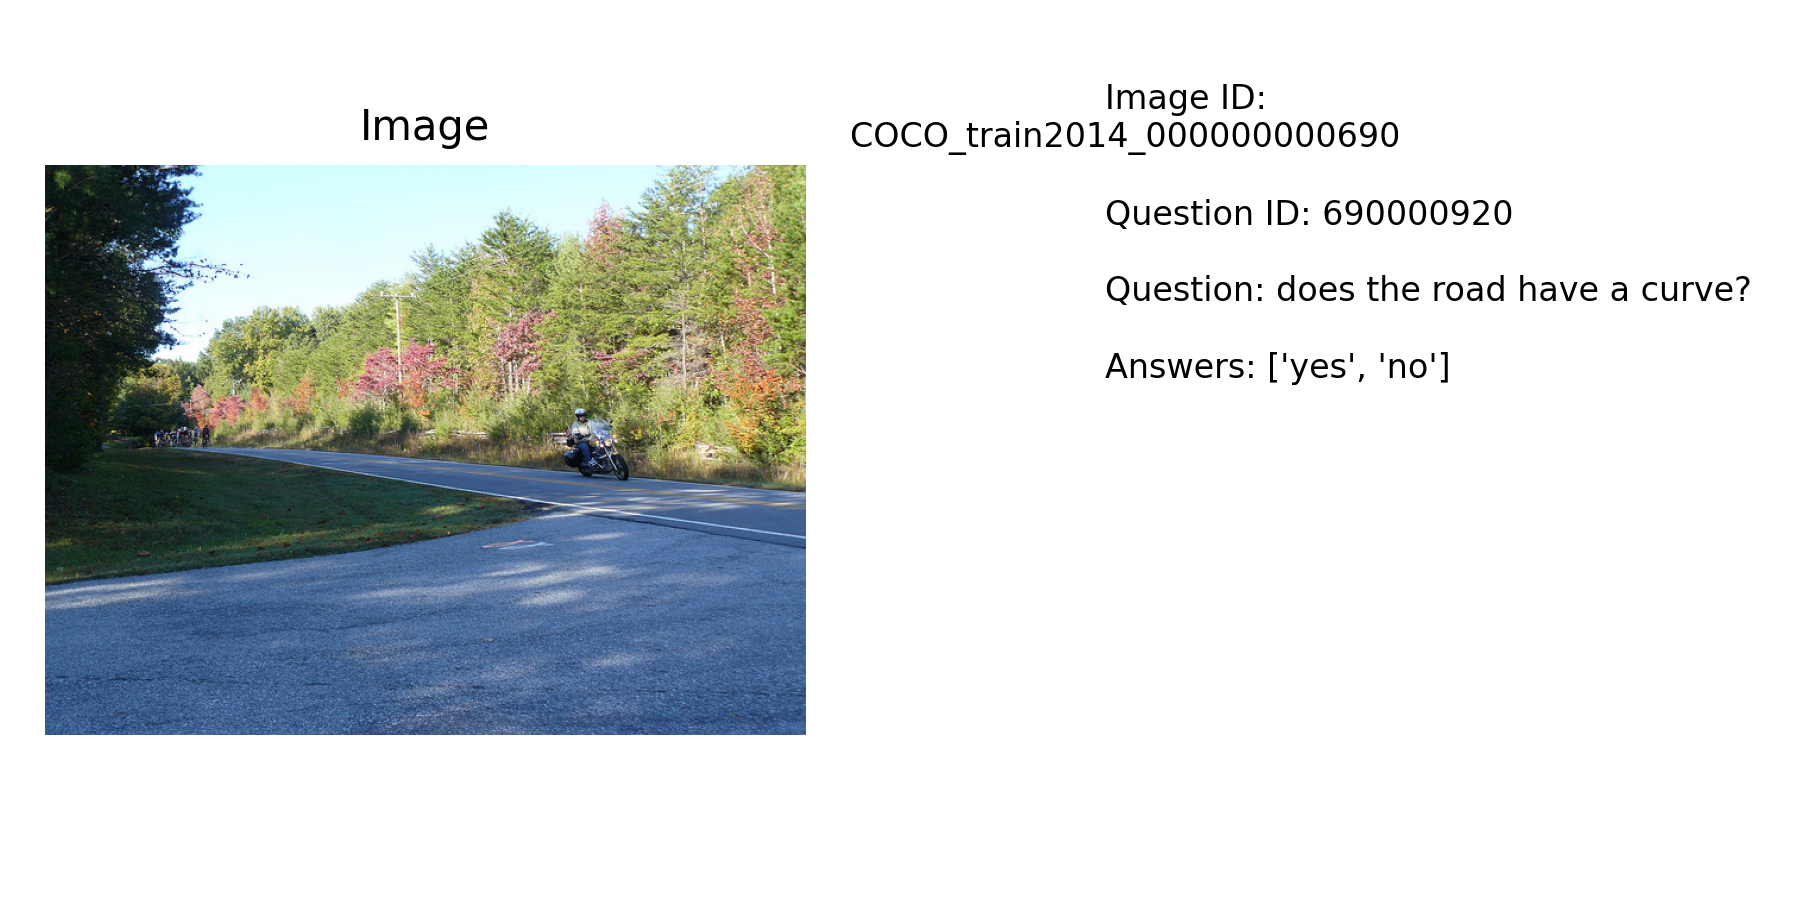 Image
Image ID:
COCO_train2014_000000000690
Question ID: 690000920
Question: does the road have a curve?
Answers: ['yes', 'no']